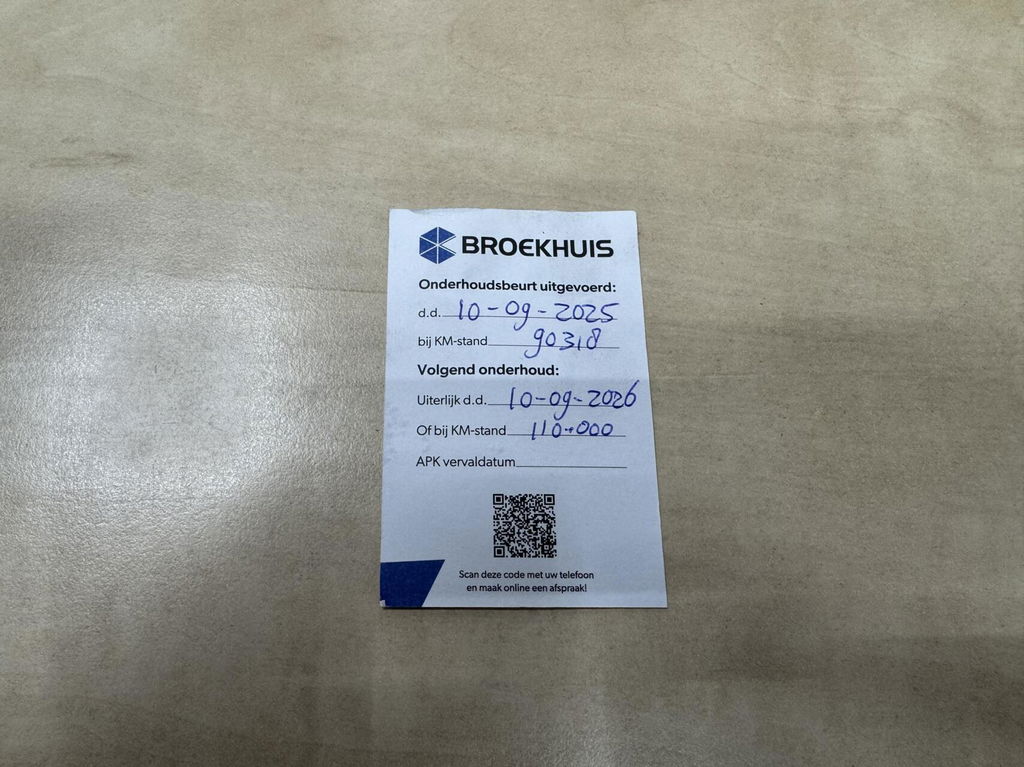 BROEKHUIS
Onderhoudsbeurt uitgevoerd:
d.d. 10-09-2025
bij KM-stand 90318
Volgend onderhoud:
Uiterlijk d.d. 10-09-2026
Of bij KM-stand 110.000
APK vervaldatum
Scan deze code met uw telefoon
en maak online een afspraak!